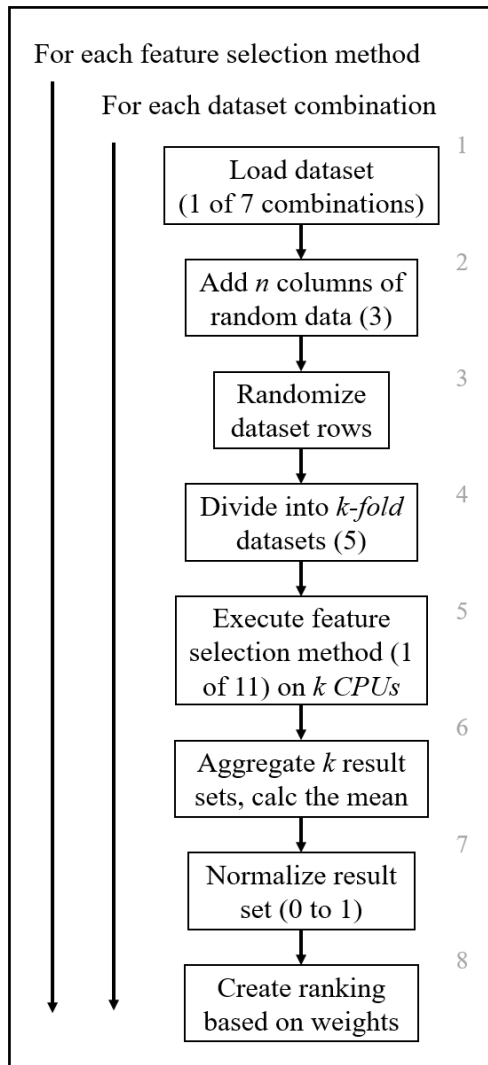 For each feature selection method
For each dataset combination
1
Load dataset
(1 of 7 combinations)
2
Add n columns of
random data (3)
3
Randomize
dataset rows
4
Divide into k-fold
datasets (5)
5
Execute feature
selection method (1
of 11) on k CPUs
6
Aggregate k result
sets, calc the mean
7
Normalize result
set (0 to 1)
8
Create ranking
based on weights